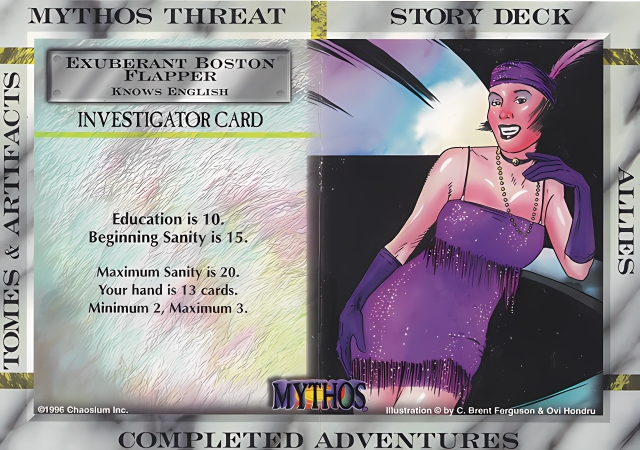 MYTHOS THREAT
STORY DECK
EXUBERANT BOSTON
FLAPPER
KNOWS ENGLISH
INVESTIGATOR CARD
TOMES & ARTIFACTS
ALLIES
Education is 10.
Beginning Sanity is 15.
Maximum Sanity is 20.
Your hand is 13 cards.
Minimum 2, Maximum 3.
MYTHOS
©1996 Chaosium Inc.
Illustration © by C. Brent Ferguson & Ovi Hondru
COMPLETED ADVENTURES